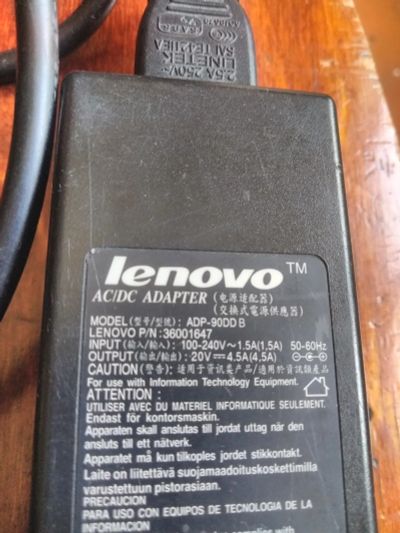 2.5A 250V~
LINETEK
lenovo™
AC/DC ADAPTER (电源适配器)
(交換式電源供應器)
MODEL (型号/型號): ADP-90DD B
LENOVO P/N: 36001647
INPUT (输入/輸入): 100-240V～1.5A(1,5A) 50-60Hz
OUTPUT (输出/輸出): 20V⎓4.5A(4,5A)
CAUTION (警告): 适用于资讯类产品/適用於資訊類產品
For use with Information Technology Equipment.
ATTENTION :
UTILISER AVEC DU MATERIEL INFORMATIQUE SEULEMENT.
Endast för kontorsmaskin.
Apparaten skall anslutas till jordat uttag när den
ansluts till ett nätverk.
Apparatet må kun tilkoples jordet stikkontakt.
Laite on liitettävä suojamaadoituskoskettimilla
varustettuun pistorasiaan.
PRECAUCION
PARA USO CON EQUIPOS DE TECNOLOGIA DE LA
INFORMACION
complies with